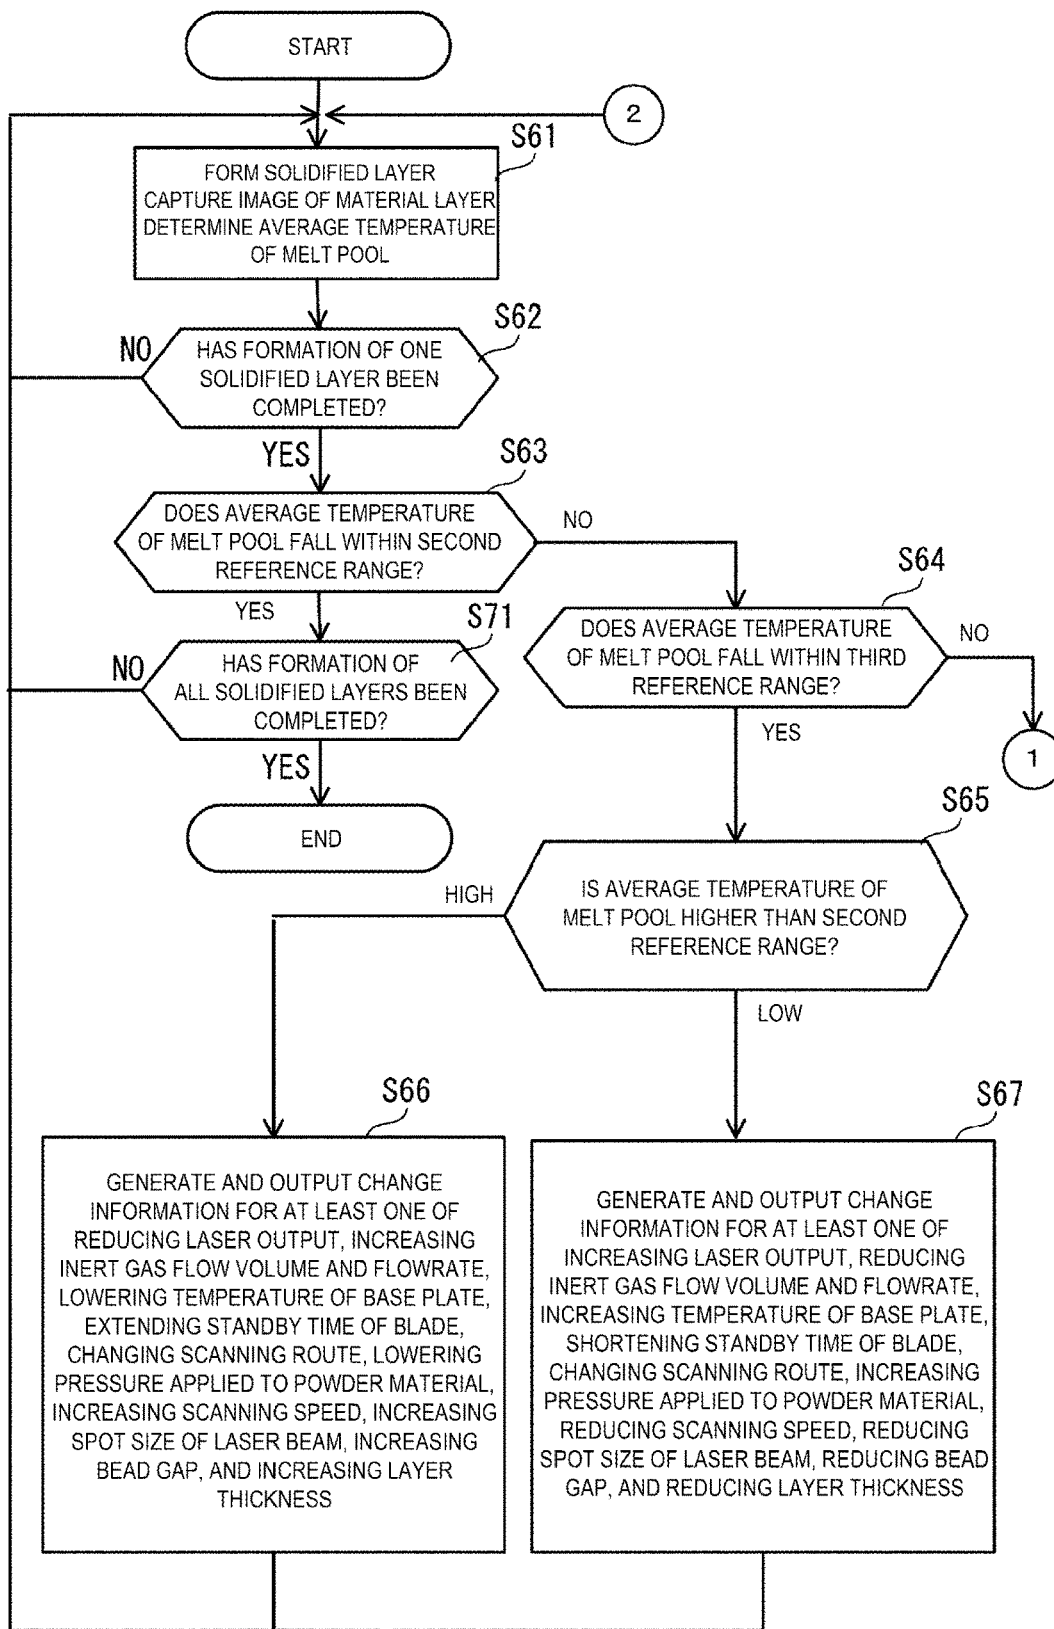 START
2
S61
FORM SOLIDIFIED LAYER
CAPTURE IMAGE OF MATERIAL LAYER
DETERMINE AVERAGE TEMPERATURE
OF MELT POOL
S62
NO
HAS FORMATION OF ONE
SOLIDIFIED LAYER BEEN
COMPLETED?
YES
S63
DOES AVERAGE TEMPERATURE
OF MELT POOL FALL WITHIN SECOND
REFERENCE RANGE?
NO
YES
S64
DOES AVERAGE TEMPERATURE
OF MELT POOL FALL WITHIN THIRD
REFERENCE RANGE?
NO
YES
1
S71
NO
HAS FORMATION OF
ALL SOLIDIFIED LAYERS BEEN
COMPLETED?
YES
END
S65
HIGH
IS AVERAGE TEMPERATURE OF
MELT POOL HIGHER THAN SECOND
REFERENCE RANGE?
LOW
S66
GENERATE AND OUTPUT CHANGE
INFORMATION FOR AT LEAST ONE OF
REDUCING LASER OUTPUT, INCREASING
INERT GAS FLOW VOLUME AND FLOWRATE,
LOWERING TEMPERATURE OF BASE PLATE,
EXTENDING STANDBY TIME OF BLADE,
CHANGING SCANNING ROUTE, LOWERING
PRESSURE APPLIED TO POWDER MATERIAL,
INCREASING SCANNING SPEED, INCREASING
SPOT SIZE OF LASER BEAM, INCREASING
BEAD GAP, AND INCREASING LAYER
THICKNESS
S67
GENERATE AND OUTPUT CHANGE
INFORMATION FOR AT LEAST ONE OF
INCREASING LASER OUTPUT, REDUCING
INERT GAS FLOW VOLUME AND FLOWRATE,
INCREASING TEMPERATURE OF BASE PLATE,
SHORTENING STANDBY TIME OF BLADE,
CHANGING SCANNING ROUTE, INCREASING
PRESSURE APPLIED TO POWDER MATERIAL,
REDUCING SCANNING SPEED, REDUCING
SPOT SIZE OF LASER BEAM, REDUCING BEAD
GAP, AND REDUCING LAYER THICKNESS